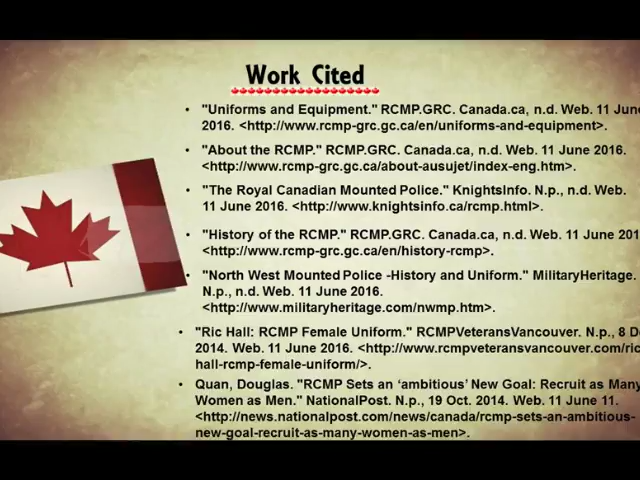 Work Cited
• "Uniforms and Equipment." RCMP.GRC. Canada.ca, n.d. Web. 11 June
2016. <http://www.rcmp-grc.gc.ca/en/uniforms-and-equipment>.
• "About the RCMP." RCMP.GRC. Canada.ca, n.d. Web. 11 June 2016.
<http://www.rcmp-grc.gc.ca/about-ausujet/index-eng.htm>.
• "The Royal Canadian Mounted Police." KnightsInfo. N.p., n.d. Web.
11 June 2016. <http://www.knightsinfo.ca/rcmp.html>.
• "History of the RCMP." RCMP.GRC. Canada.ca, n.d. Web. 11 June 201
<http://www.rcmp-grc.gc.ca/en/history-rcmp>.
• "North West Mounted Police -History and Uniform." MilitaryHeritage.
N.p., n.d. Web. 11 June 2016.
<http://www.militaryheritage.com/nwmp.htm>.
• "Ric Hall: RCMP Female Uniform." RCMPVeteransVancouver. N.p., 8 D
2014. Web. 11 June 2016. <http://www.rcmpveteransvancouver.com/ric
hall-rcmp-female-uniform/>.
• Quan, Douglas. "RCMP Sets an ‘ambitious’ New Goal: Recruit as Many
Women as Men." NationalPost. N.p., 19 Oct. 2014. Web. 11 June 11.
<http://news.nationalpost.com/news/canada/rcmp-sets-an-ambitious-
new-goal-recruit-as-many-women-as-men>.